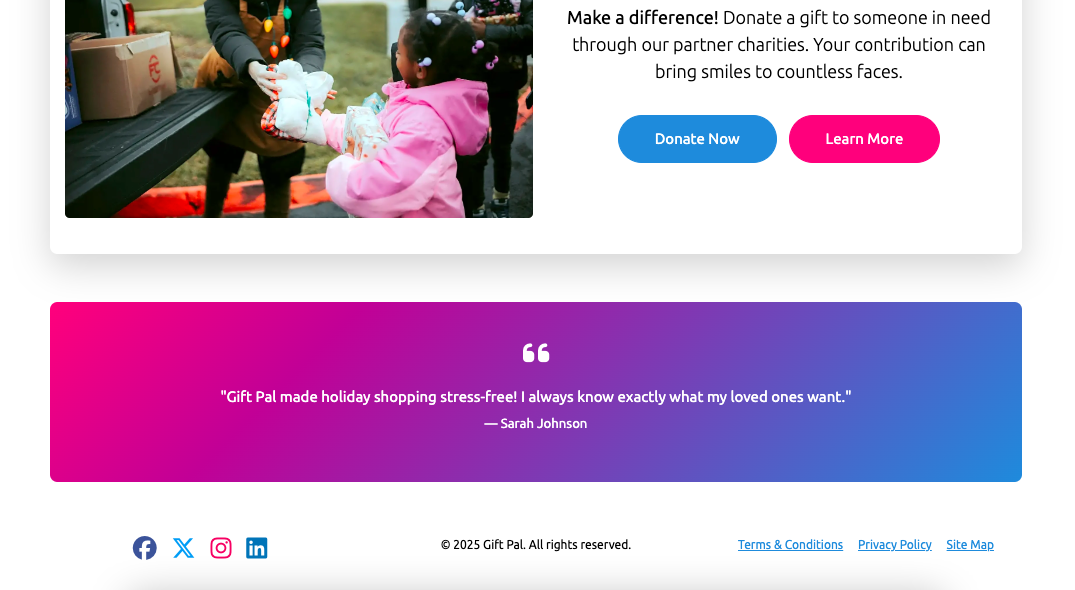 Make a difference! Donate a gift to someone in need
through our partner charities. Your contribution can
bring smiles to countless faces.
Donate Now
Learn More
"Gift Pal made holiday shopping stress-free! I always know exactly what my loved ones want."
— Sarah Johnson
© 2025 Gift Pal. All rights reserved.
Terms & Conditions
Privacy Policy
Site Map